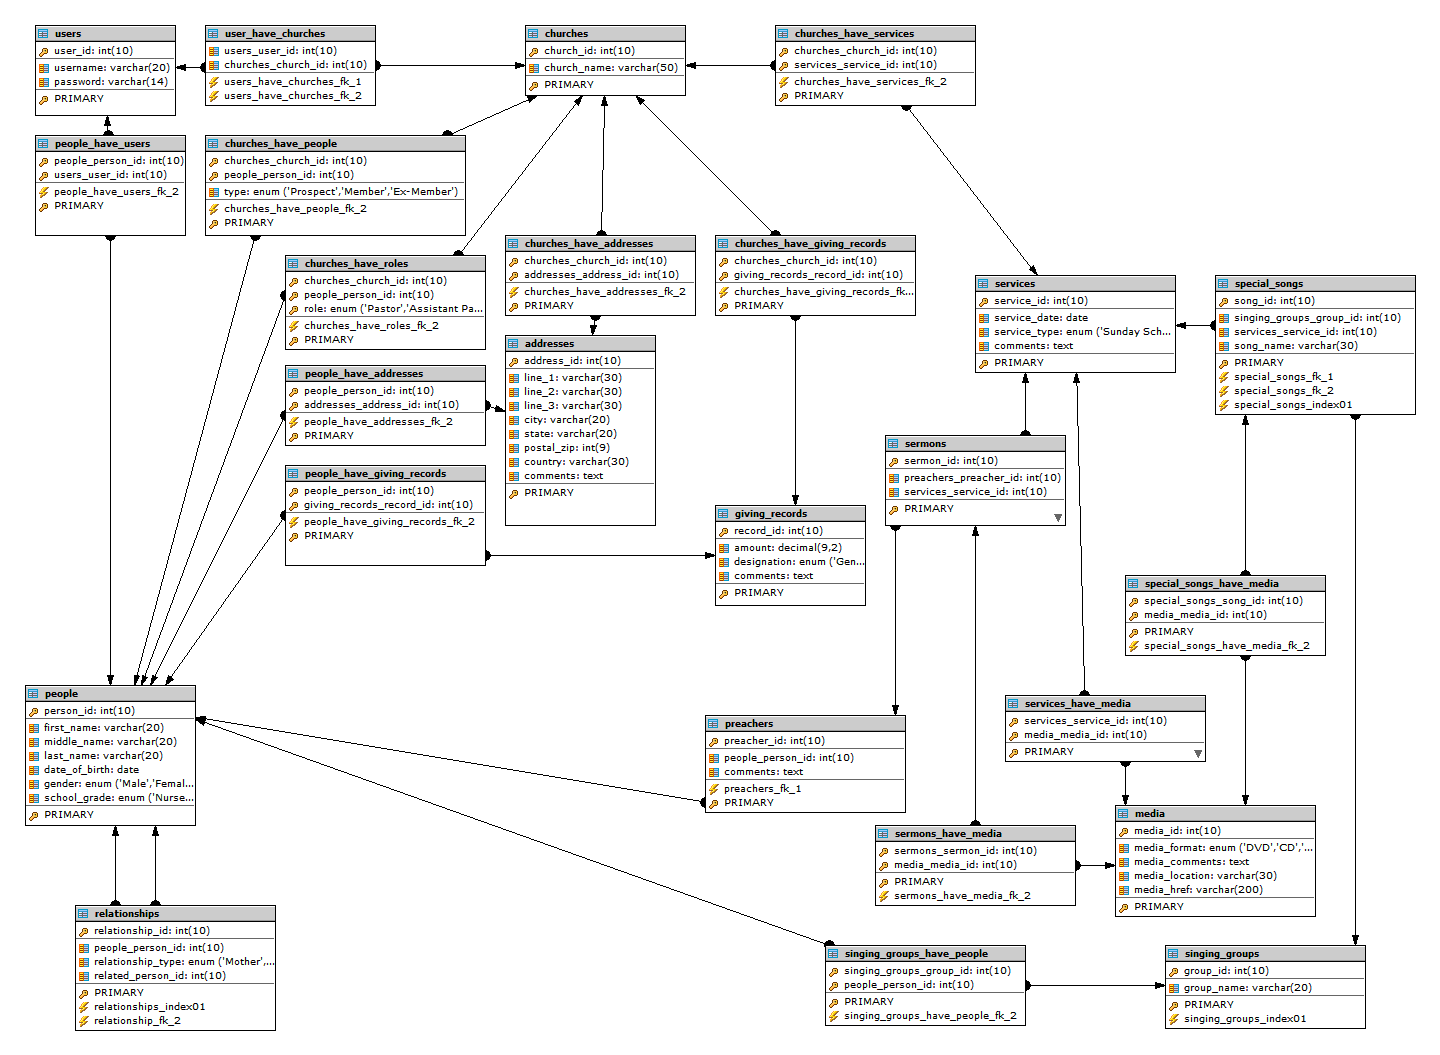 users
user_id: int(10)
username: varchar(20)
password: varchar(14)
PRIMARY
user_have_churches
users_user_id: int(10)
churches_church_id: int(10)
users_have_churches_fk_1
users_have_churches_fk_2
churches
church_id: int(10)
church_name: varchar(50)
PRIMARY
churches_have_services
churches_church_id: int(10)
services_service_id: int(10)
churches_have_services_fk_2
PRIMARY
people_have_users
people_person_id: int(10)
users_user_id: int(10)
people_have_users_fk_2
PRIMARY
churches_have_people
churches_church_id: int(10)
people_person_id: int(10)
type: enum ('Prospect','Member','Ex-Member')
churches_have_people_fk_2
PRIMARY
churches_have_roles
churches_church_id: int(10)
people_person_id: int(10)
role: enum ('Pastor','Assistant Pa...
churches_have_roles_fk_2
PRIMARY
churches_have_addresses
churches_church_id: int(10)
addresses_address_id: int(10)
churches_have_addresses_fk_2
PRIMARY
churches_have_giving_records
churches_church_id: int(10)
giving_records_record_id: int(10)
churches_have_giving_records_fk...
PRIMARY
services
service_id: int(10)
service_date: date
service_type: enum ('Sunday Sch...
comments: text
PRIMARY
special_songs
song_id: int(10)
singing_groups_group_id: int(10)
services_service_id: int(10)
song_name: varchar(30)
PRIMARY
special_songs_fk_1
special_songs_fk_2
special_songs_index01
people_have_addresses
people_person_id: int(10)
addresses_address_id: int(10)
people_have_addresses_fk_2
PRIMARY
addresses
address_id: int(10)
line_1: varchar(30)
line_2: varchar(30)
line_3: varchar(30)
city: varchar(20)
state: varchar(20)
postal_zip: int(9)
country: varchar(30)
comments: text
PRIMARY
people_have_giving_records
people_person_id: int(10)
giving_records_record_id: int(10)
people_have_giving_records_fk_2
PRIMARY
giving_records
record_id: int(10)
amount: decimal(9,2)
designation: enum ('Gen...
comments: text
PRIMARY
sermons
sermon_id: int(10)
preachers_preacher_id: int(10)
services_service_id: int(10)
PRIMARY
special_songs_have_media
special_songs_song_id: int(10)
media_media_id: int(10)
PRIMARY
special_songs_have_media_fk_2
people
person_id: int(10)
first_name: varchar(20)
middle_name: varchar(20)
last_name: varchar(20)
date_of_birth: date
gender: enum ('Male','Femal...
school_grade: enum ('Nurse...
PRIMARY
preachers
preacher_id: int(10)
people_person_id: int(10)
comments: text
preachers_fk_1
PRIMARY
services_have_media
services_service_id: int(10)
media_media_id: int(10)
PRIMARY
media
media_id: int(10)
media_format: enum ('DVD','CD','...
media_comments: text
media_location: varchar(30)
media_href: varchar(200)
PRIMARY
sermons_have_media
sermons_sermon_id: int(10)
media_media_id: int(10)
PRIMARY
sermons_have_media_fk_2
relationships
relationship_id: int(10)
people_person_id: int(10)
relationship_type: enum ('Mother',...
related_person_id: int(10)
PRIMARY
relationships_index01
relationship_fk_2
singing_groups_have_people
singing_groups_group_id: int(10)
people_person_id: int(10)
PRIMARY
singing_groups_have_people_fk_2
singing_groups
group_id: int(10)
group_name: varchar(20)
PRIMARY
singing_groups_index01